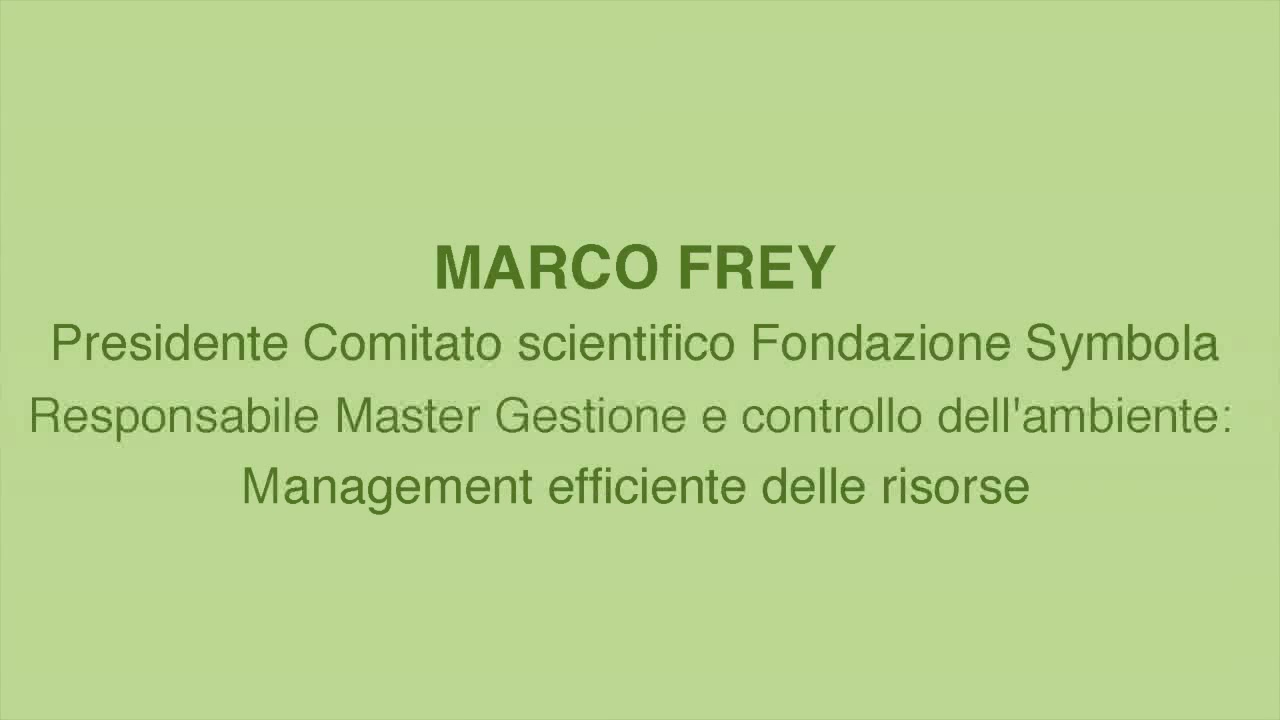 MARCO FREY
Presidente Comitato scientifico Fondazione Symbola
Responsabile Master Gestione e controllo dell'ambiente:
Management efficiente delle risorse